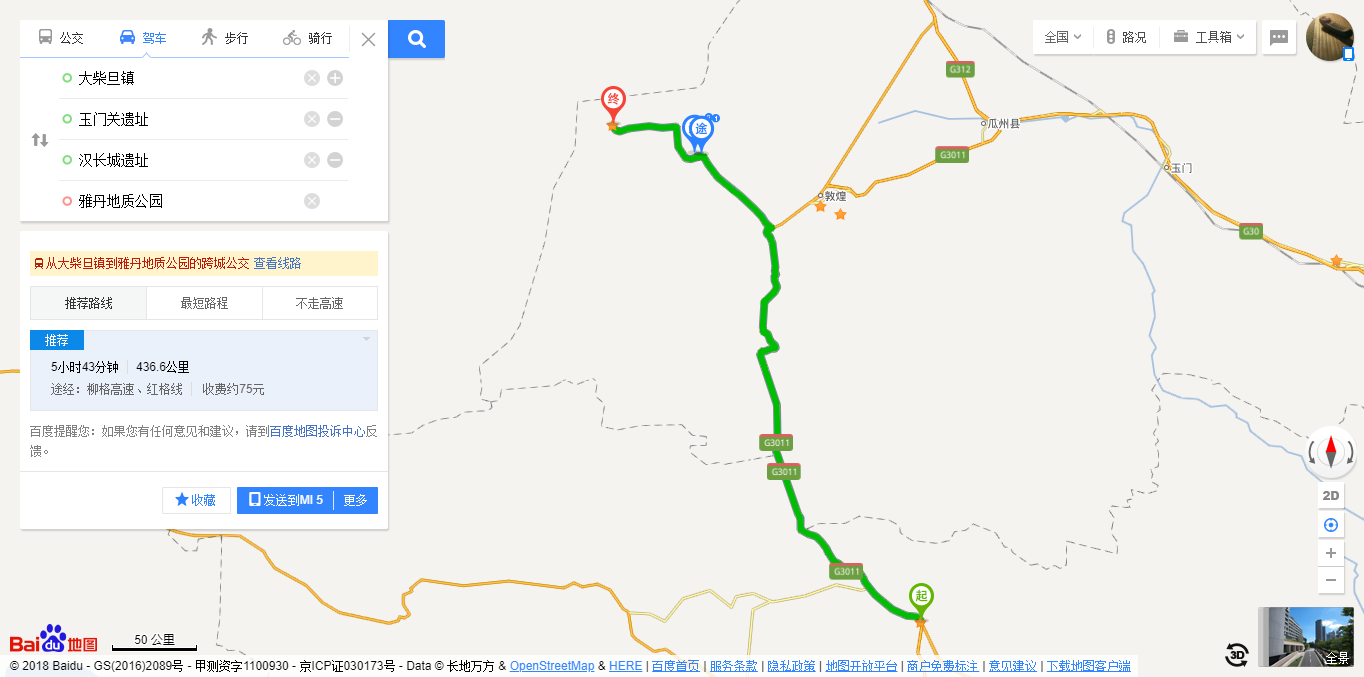 公交 驾车 步行 骑行
大柴旦镇
玉门关遗址
汉长城遗址
雅丹地质公园
从大柴旦镇到雅丹地质公园的跨城公交 查看线路
推荐路线 最短路程 不走高速
推荐
5小时43分钟 436.6公里
途经：柳格高速、红格线 收费约75元
百度提醒您：如果您有任何意见和建议，请到百度地图投诉中心反
馈。
收藏 发送到MI 5 更多
全国 路况 工具箱
G312
终
途
1
瓜州县
G3011
玉门
敦煌
G30
G3011
G3011
G3011
起
2D
3D
全景
Bai du 地图
50 公里
© 2018 Baidu - GS(2016)2089号 - 甲测资字1100930 - 京ICP证030173号 - Data © 长地万方 & OpenStreetMap & HERE | 百度首页 | 服务条款 | 隐私政策 | 地图开放平台 | 商户免费标注 | 意见建议 | 下载地图客户端